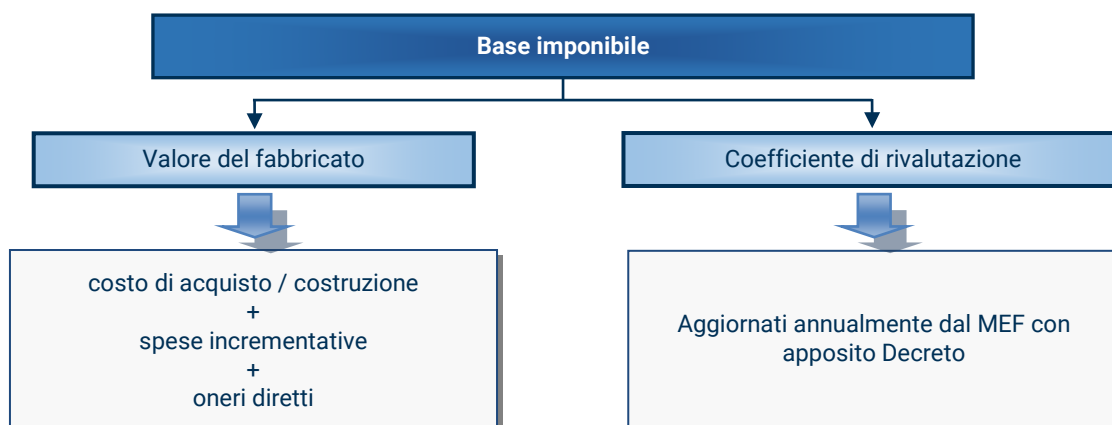 Base imponibile
Valore del fabbricato
Coefficiente di rivalutazione
costo di acquisto / costruzione
+
spese incrementative
+
oneri diretti
Aggiornati annualmente dal MEF con
apposito Decreto